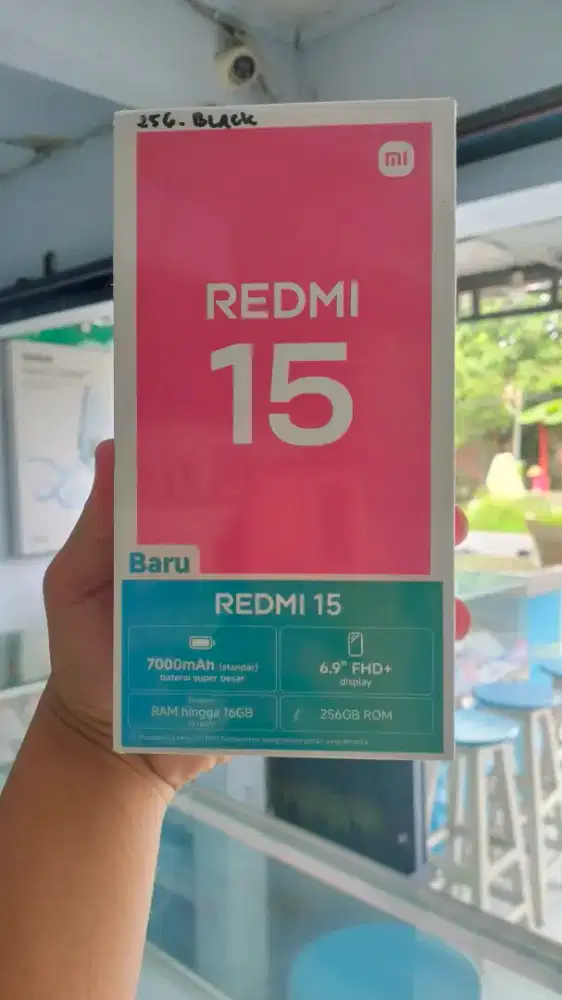 256. BLACK
mi
REDMI
15
Baru
REDMI 15
7000mAh (standar)
baterai super besar
6.9" FHD+
display
RAM hingga 16GB
256GB ROM